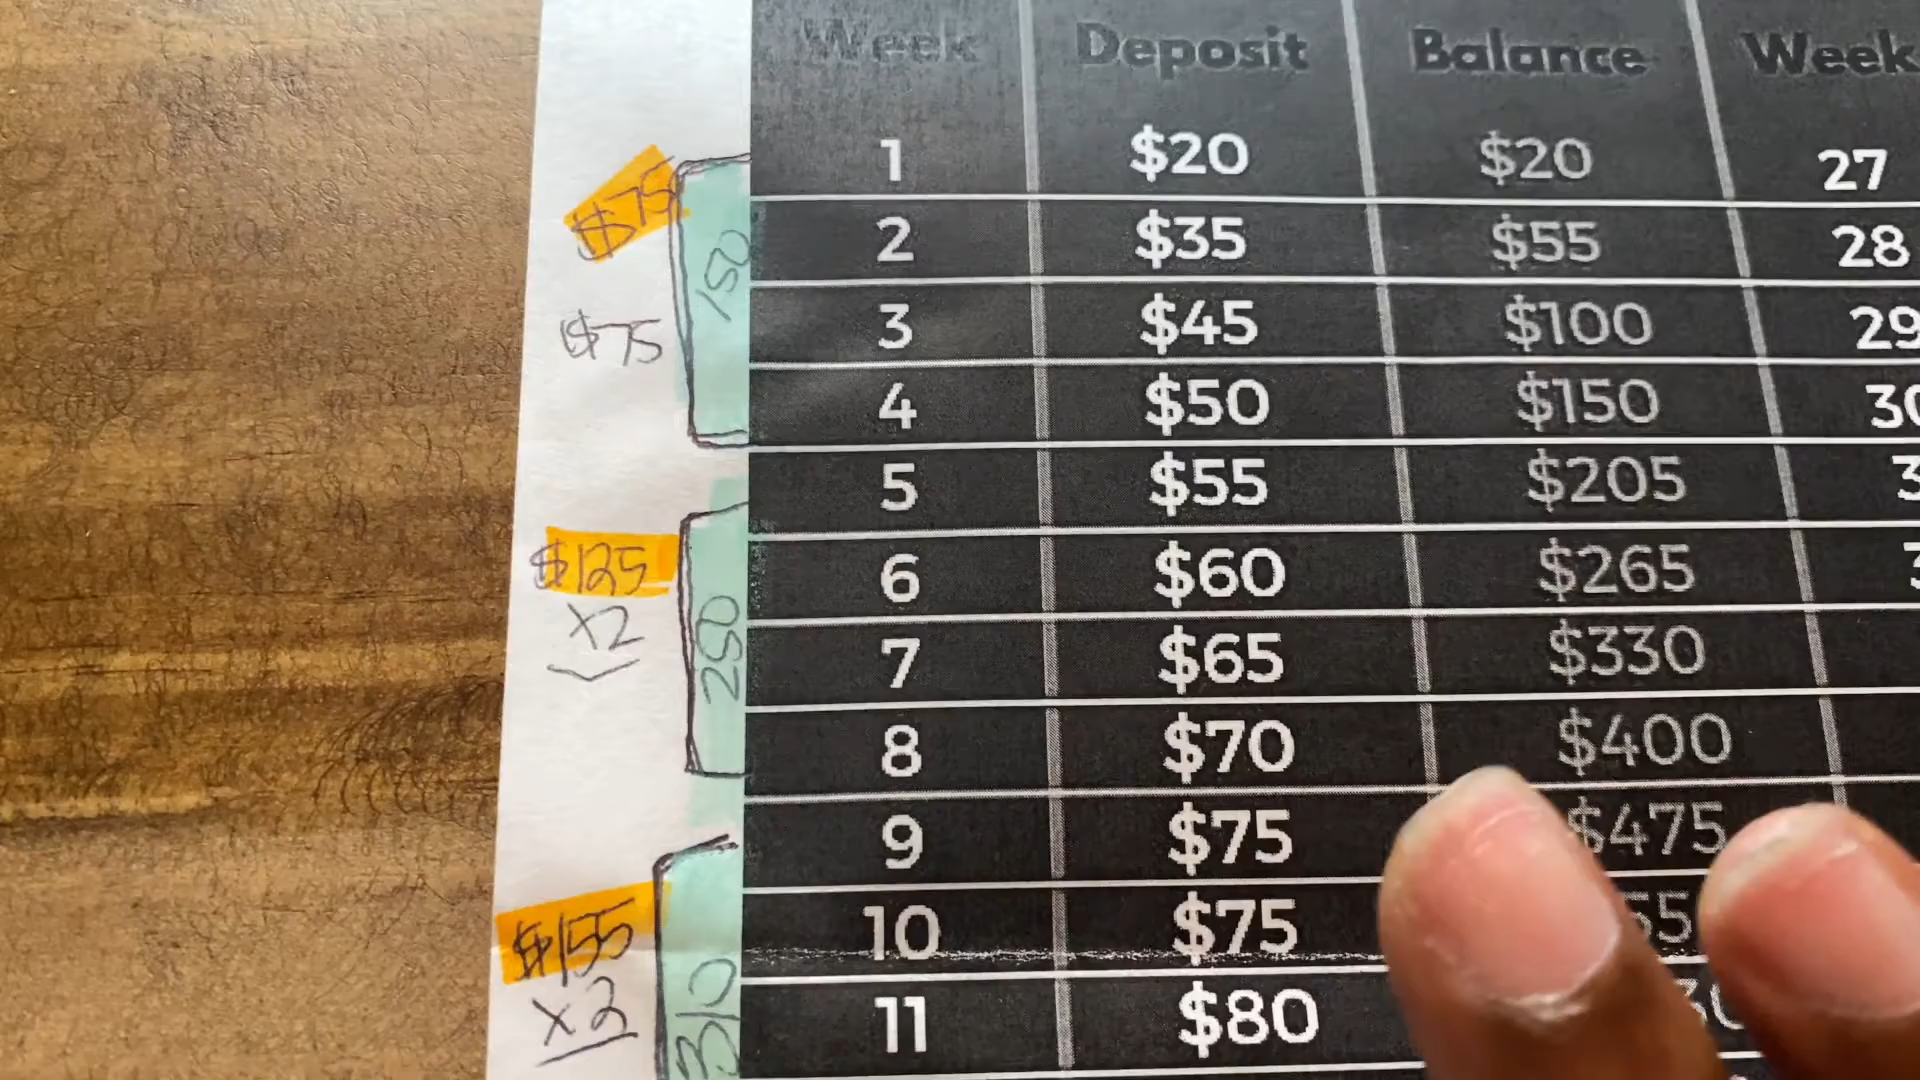 Week Deposit Balance Week
1 $20 $20 27
2 $35 $55 28
3 $45 $100 29
4 $50 $150
5 $55 $205
6 $60 $265
7 $65 $330
8 $70 $400
9 $75 $475
10 $75
11 $80
$75
150
$75
$125
x2
250
$155
x2
310